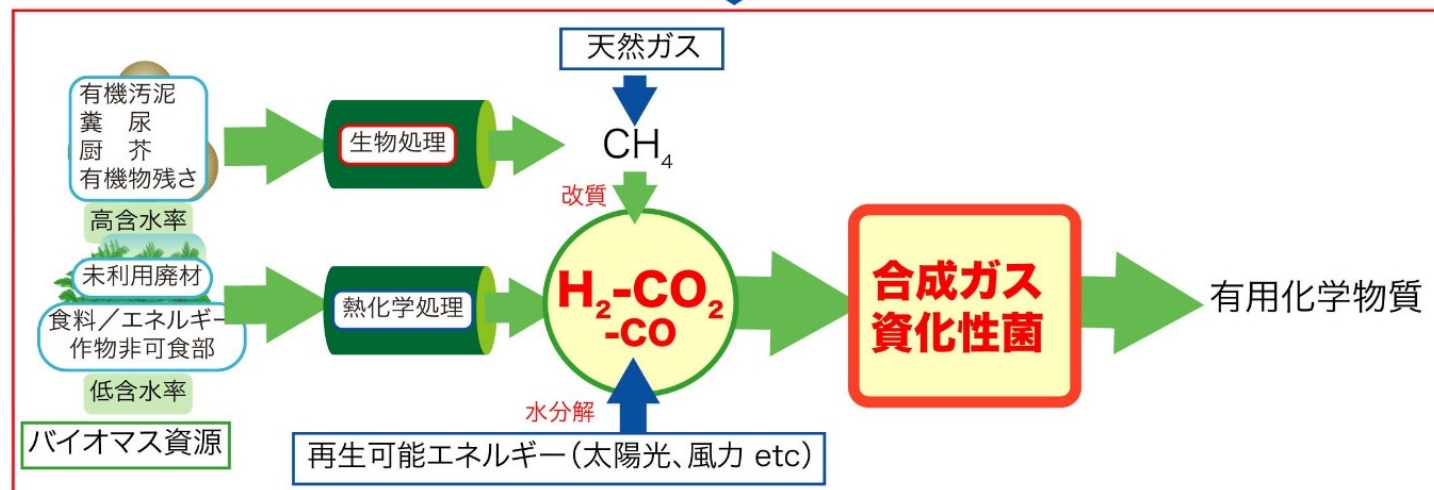 天然ガス
有機汚泥
糞　尿
厨　芥
有機物残さ
高含水率
生物処理
CH₄
改質
未利用廃材
食料／エネルギー
作物非可食部
低含水率
バイオマス資源
熱化学処理
H₂-CO₂
-CO
水分解
再生可能エネルギー（太陽光、風力 etc）
合成ガス
資化性菌
有用化学物質